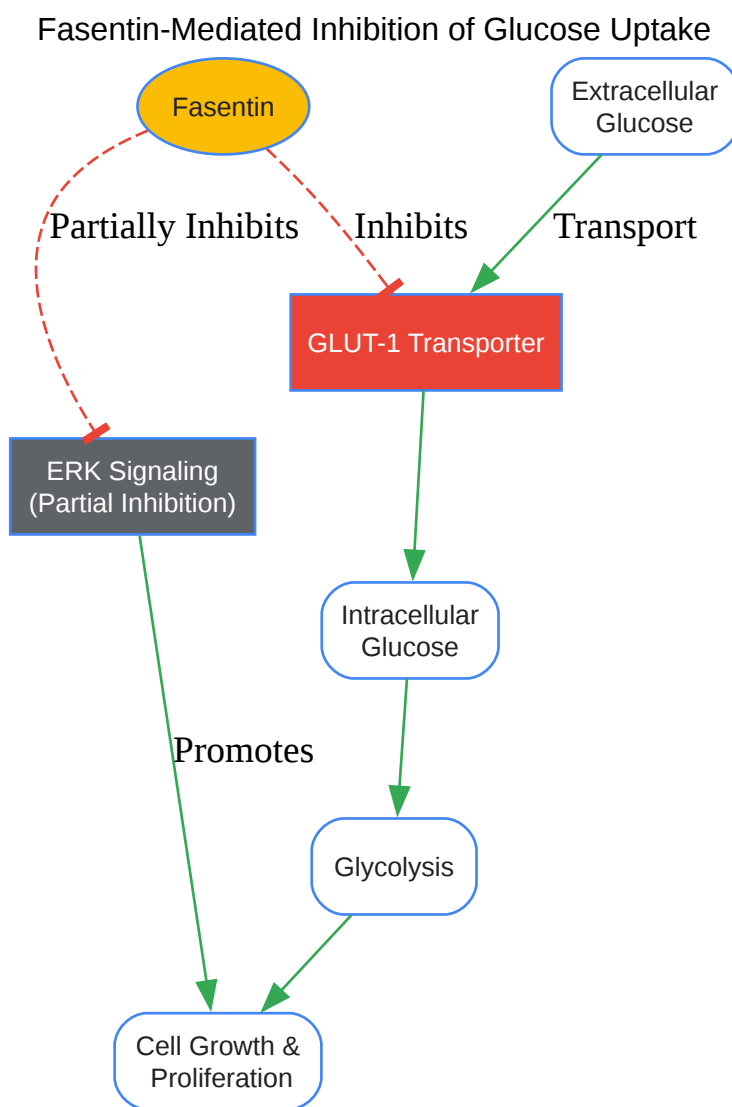 Fasentin-Mediated Inhibition of Glucose Uptake
Fasentin
Extracellular
Glucose
Partially Inhibits
Inhibits
Transport
GLUT-1 Transporter
ERK Signaling
(Partial Inhibition)
Intracellular
Glucose
Promotes
Glycolysis
Cell Growth &
Proliferation